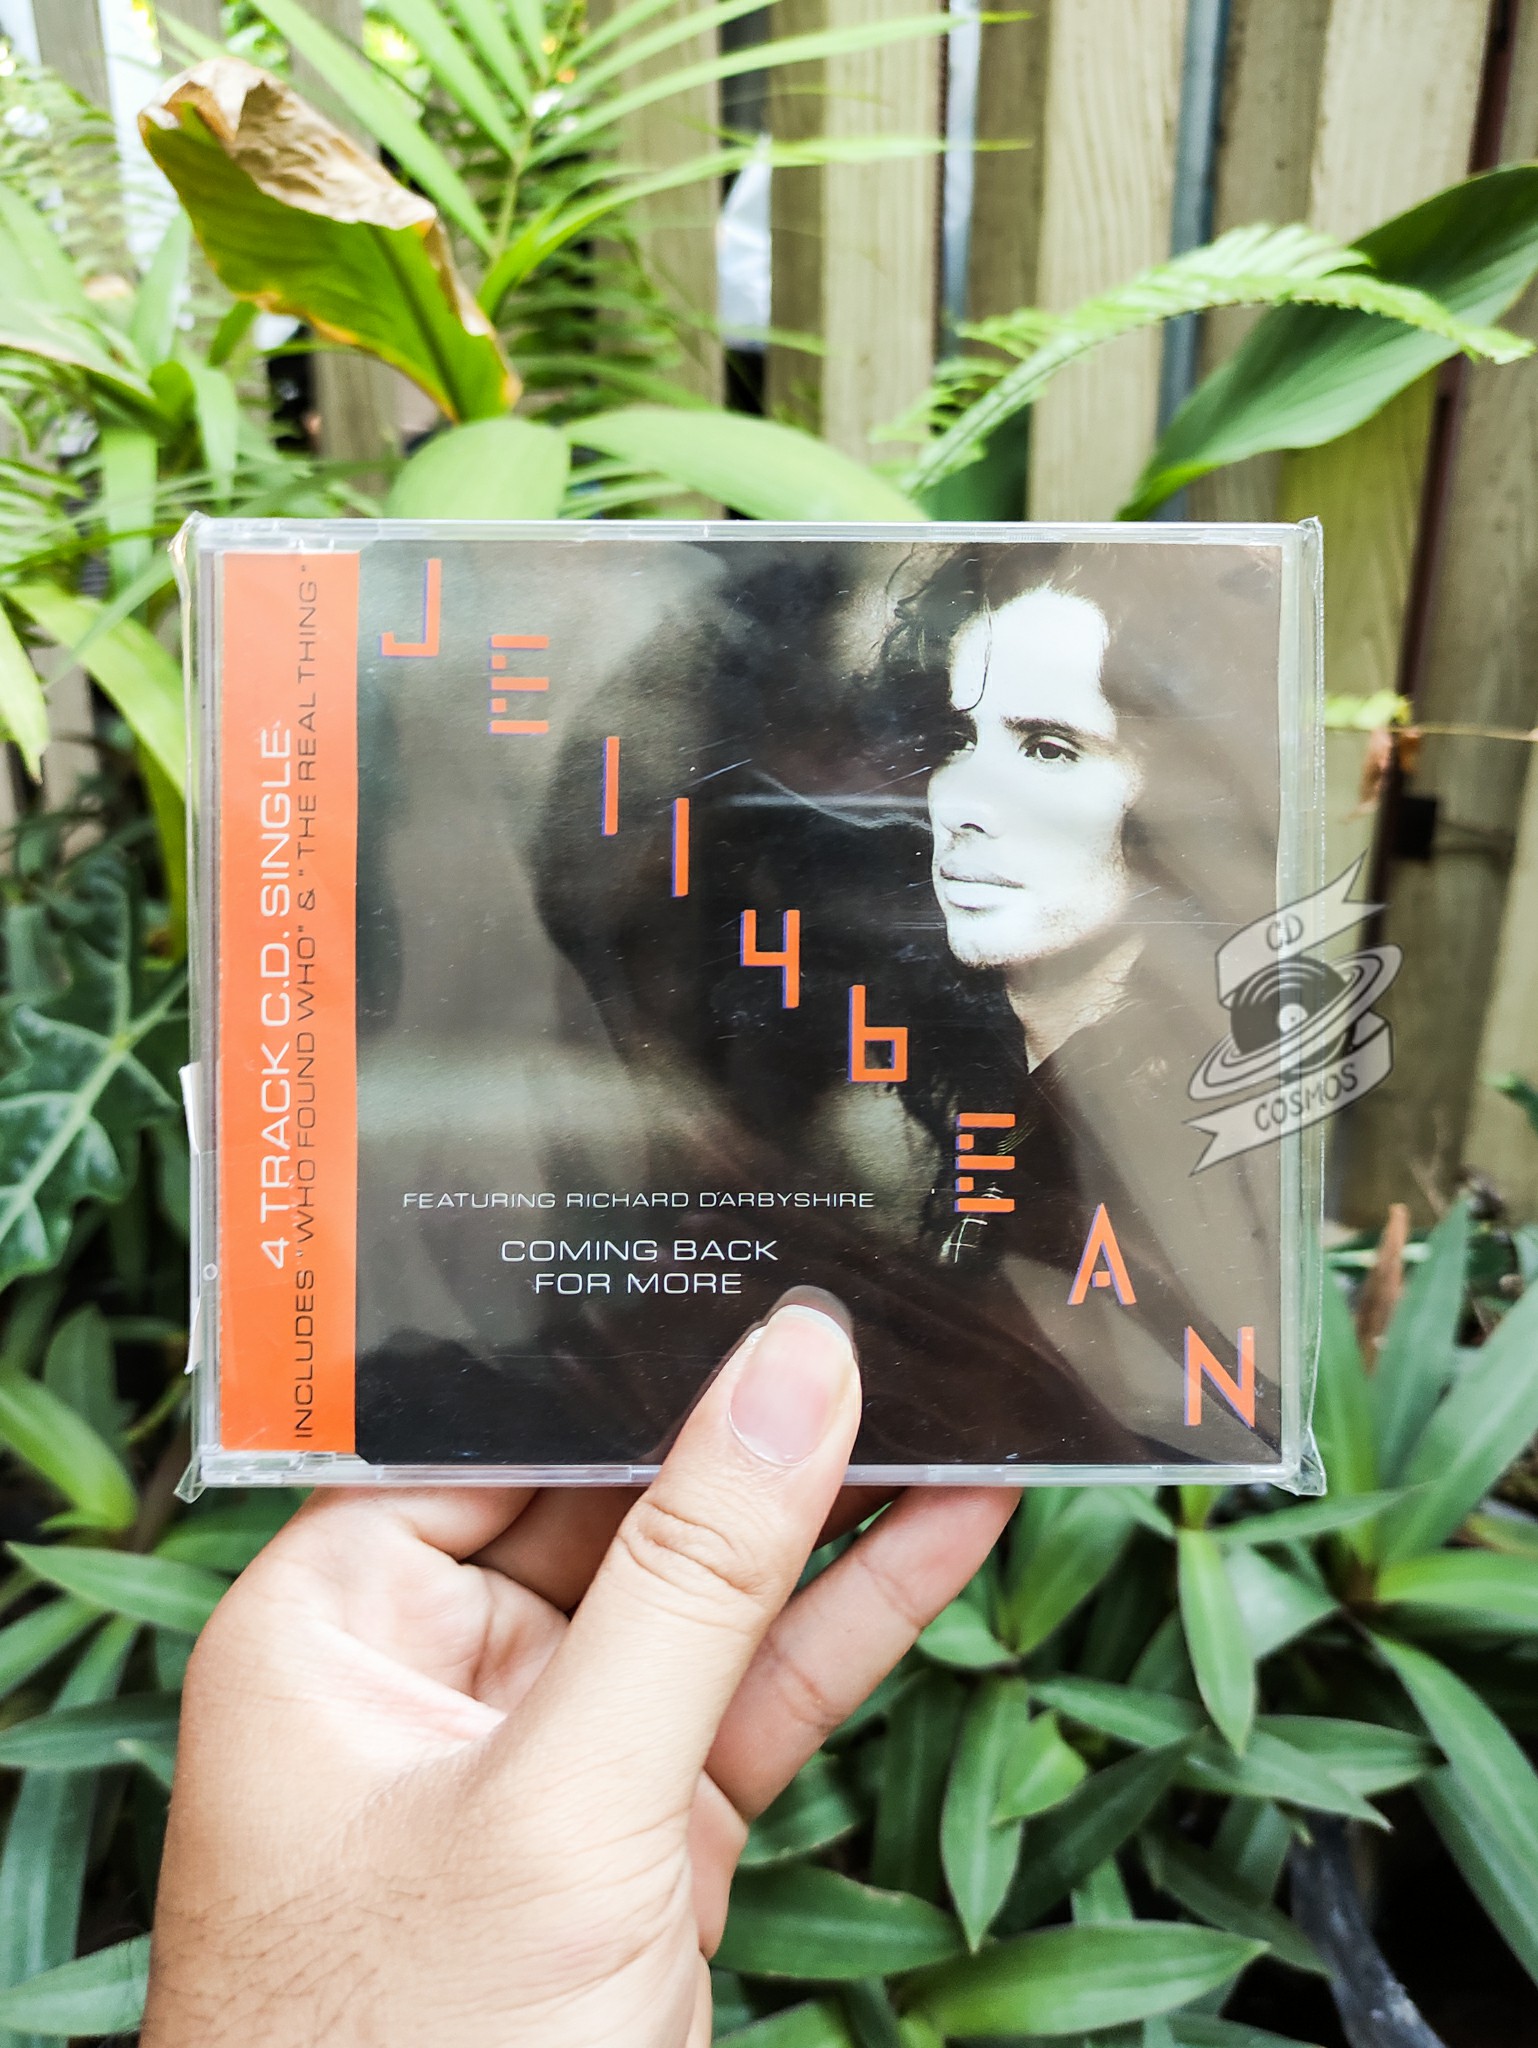 4 TRACK C.D. SINGLE
INCLUDES "WHO FOUND WHO" & "THE REAL THING"
JELLYBEAN
FEATURING RICHARD D'ARBYSHIRE
COMING BACK
FOR MORE
CD
COSMOS